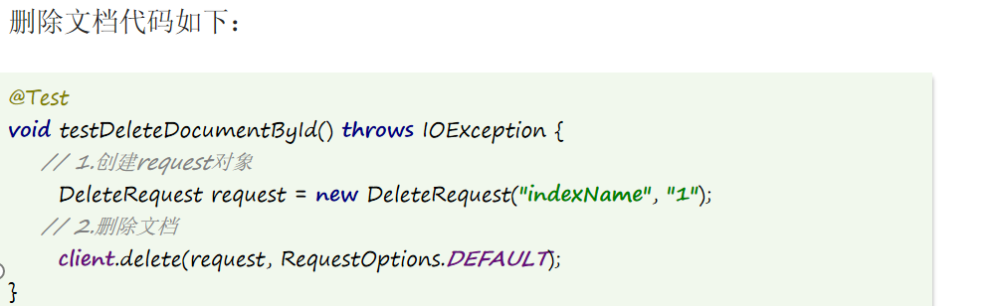 删除文档代码如下：
@Test
void testDeleteDocumentById() throws IOException {
// 1.创建request对象
DeleteRequest request = new DeleteRequest("indexName", "1");
// 2.删除文档
client.delete(request, RequestOptions.DEFAULT);
}